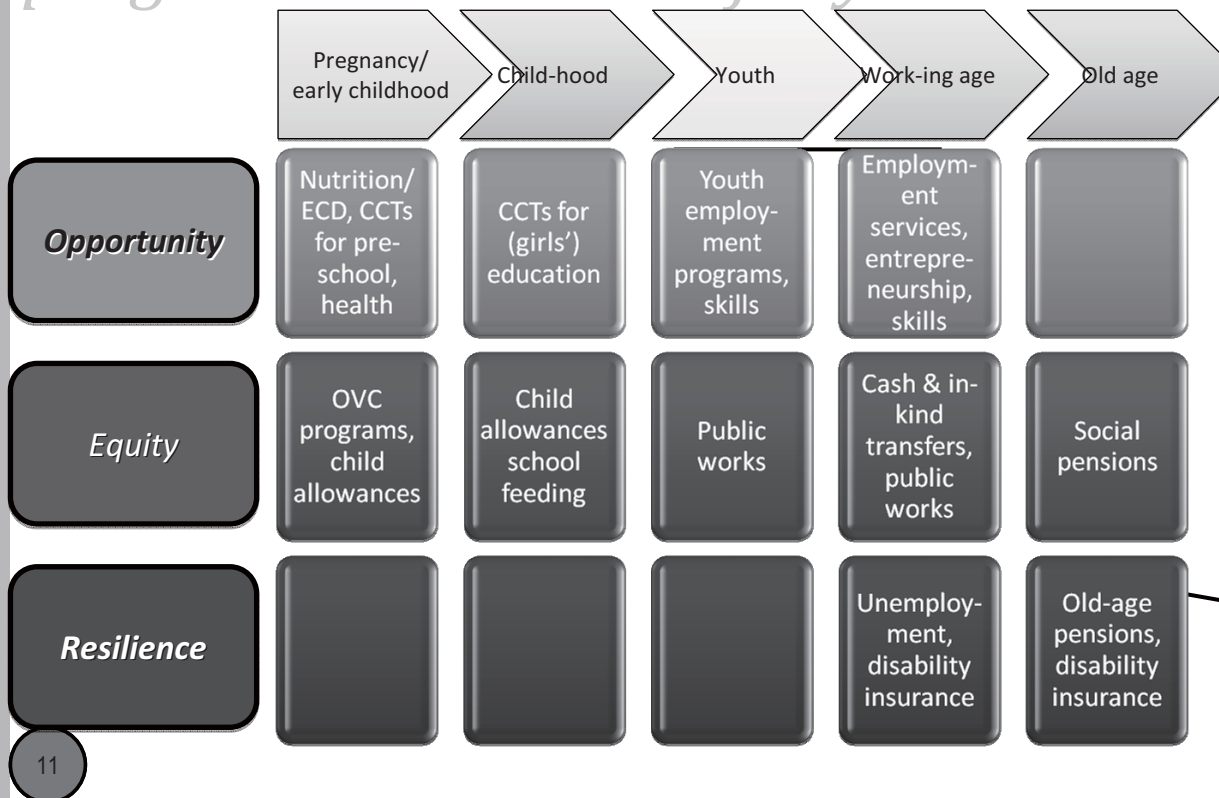 Pregnancy/
early childhood
Child-hood
Youth
Work-ing age
Old age
Opportunity
Nutrition/
ECD, CCTs
for pre-
school,
health
CCTs for
(girls')
education
Youth
employ-
ment
programs,
skills
Employm-
ent
services,
entrepre-
neurship,
skills
Equity
OVC
programs,
child
allowances
Child
allowances
school
feeding
Public
works
Cash & in-
kind
transfers,
public
works
Social
pensions
Resilience
Unemploy-
ment,
disability
insurance
Old-age
pensions,
disability
insurance
11